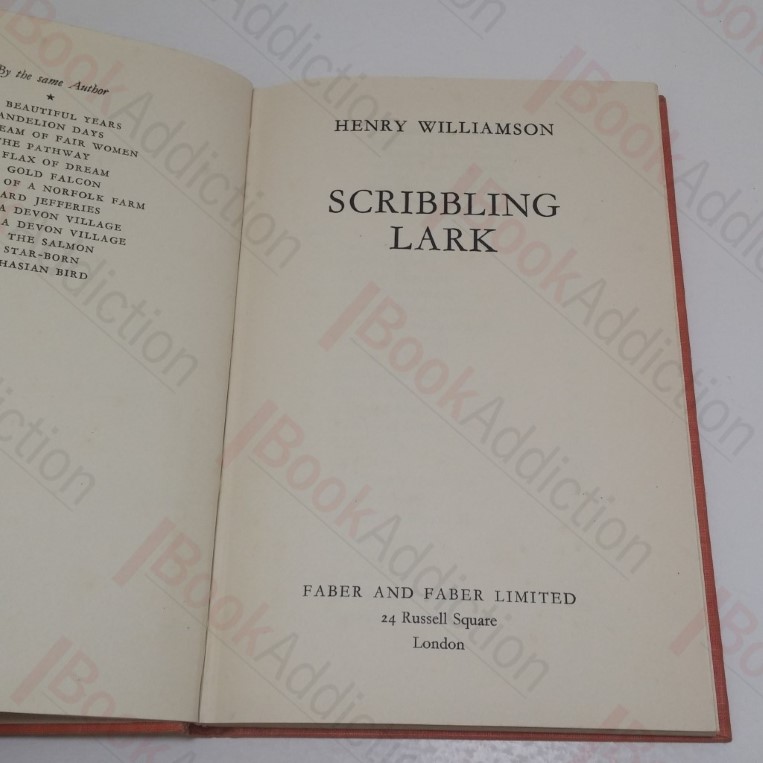 By the same Author
★
BEAUTIFUL YEARS
ANDELION DAYS
EAM OF FAIR WOMEN
THE PATHWAY
FLAX OF DREAM
GOLD FALCON
OF A NORFOLK FARM
ARD JEFFERIES
A DEVON VILLAGE
A DEVON VILLAGE
THE SALMON
STAR-BORN
HASIAN BIRD
HENRY WILLIAMSON
SCRIBBLING
LARK
FABER AND FABER LIMITED
24 Russell Square
London
BookAddiction